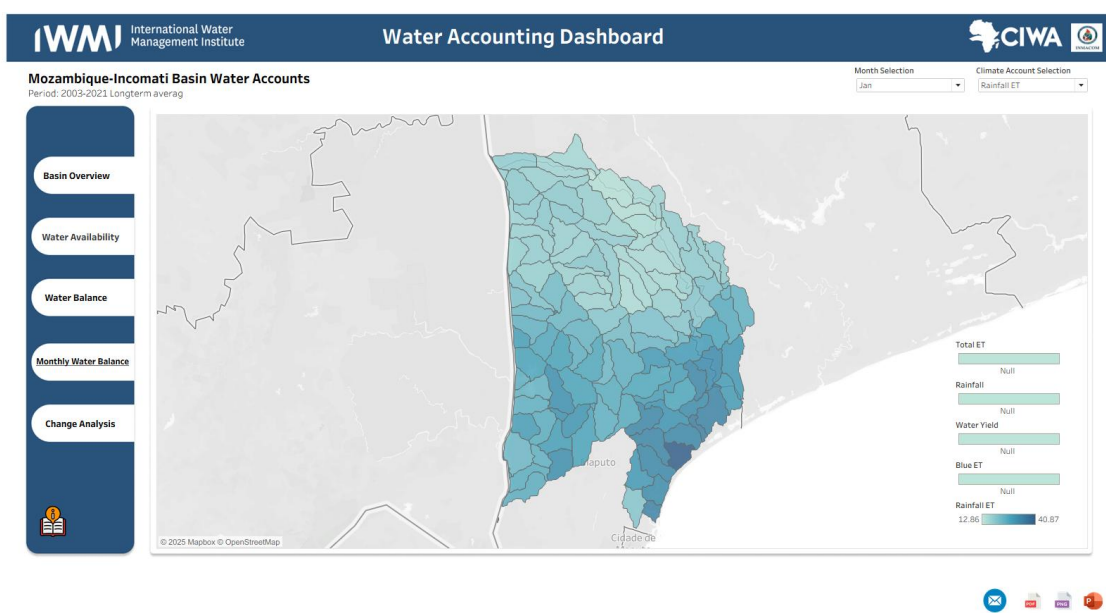 IWMI
International Water
Management Institute
Water Accounting Dashboard
CIWA
INMACOM
Mozambique-Incomati Basin Water Accounts
Period: 2003-2021 Longterm averag
Month Selection
Jan
Climate Account Selection
Rainfall ET
Basin Overview
Water Availability
Water Balance
Monthly Water Balance
Change Analysis
aputo
Cidade de
Total ET
Null
Rainfall
Null
Water Yield
Null
Blue ET
Null
Rainfall ET
12.86 40.87
© 2025 Mapbox © OpenStreetMap
PDF
PNG
P